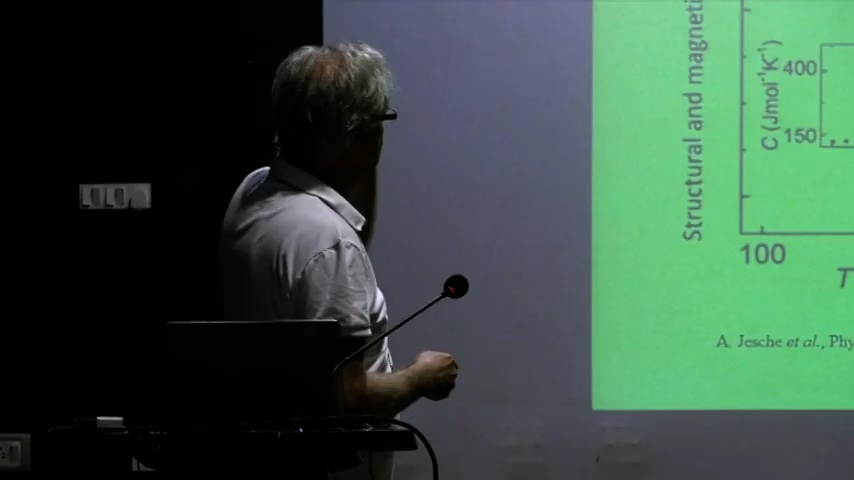 Structural and magneti
C (Jmol⁻¹K⁻¹)
400
150
100
T
A. Jesche et al., Phy